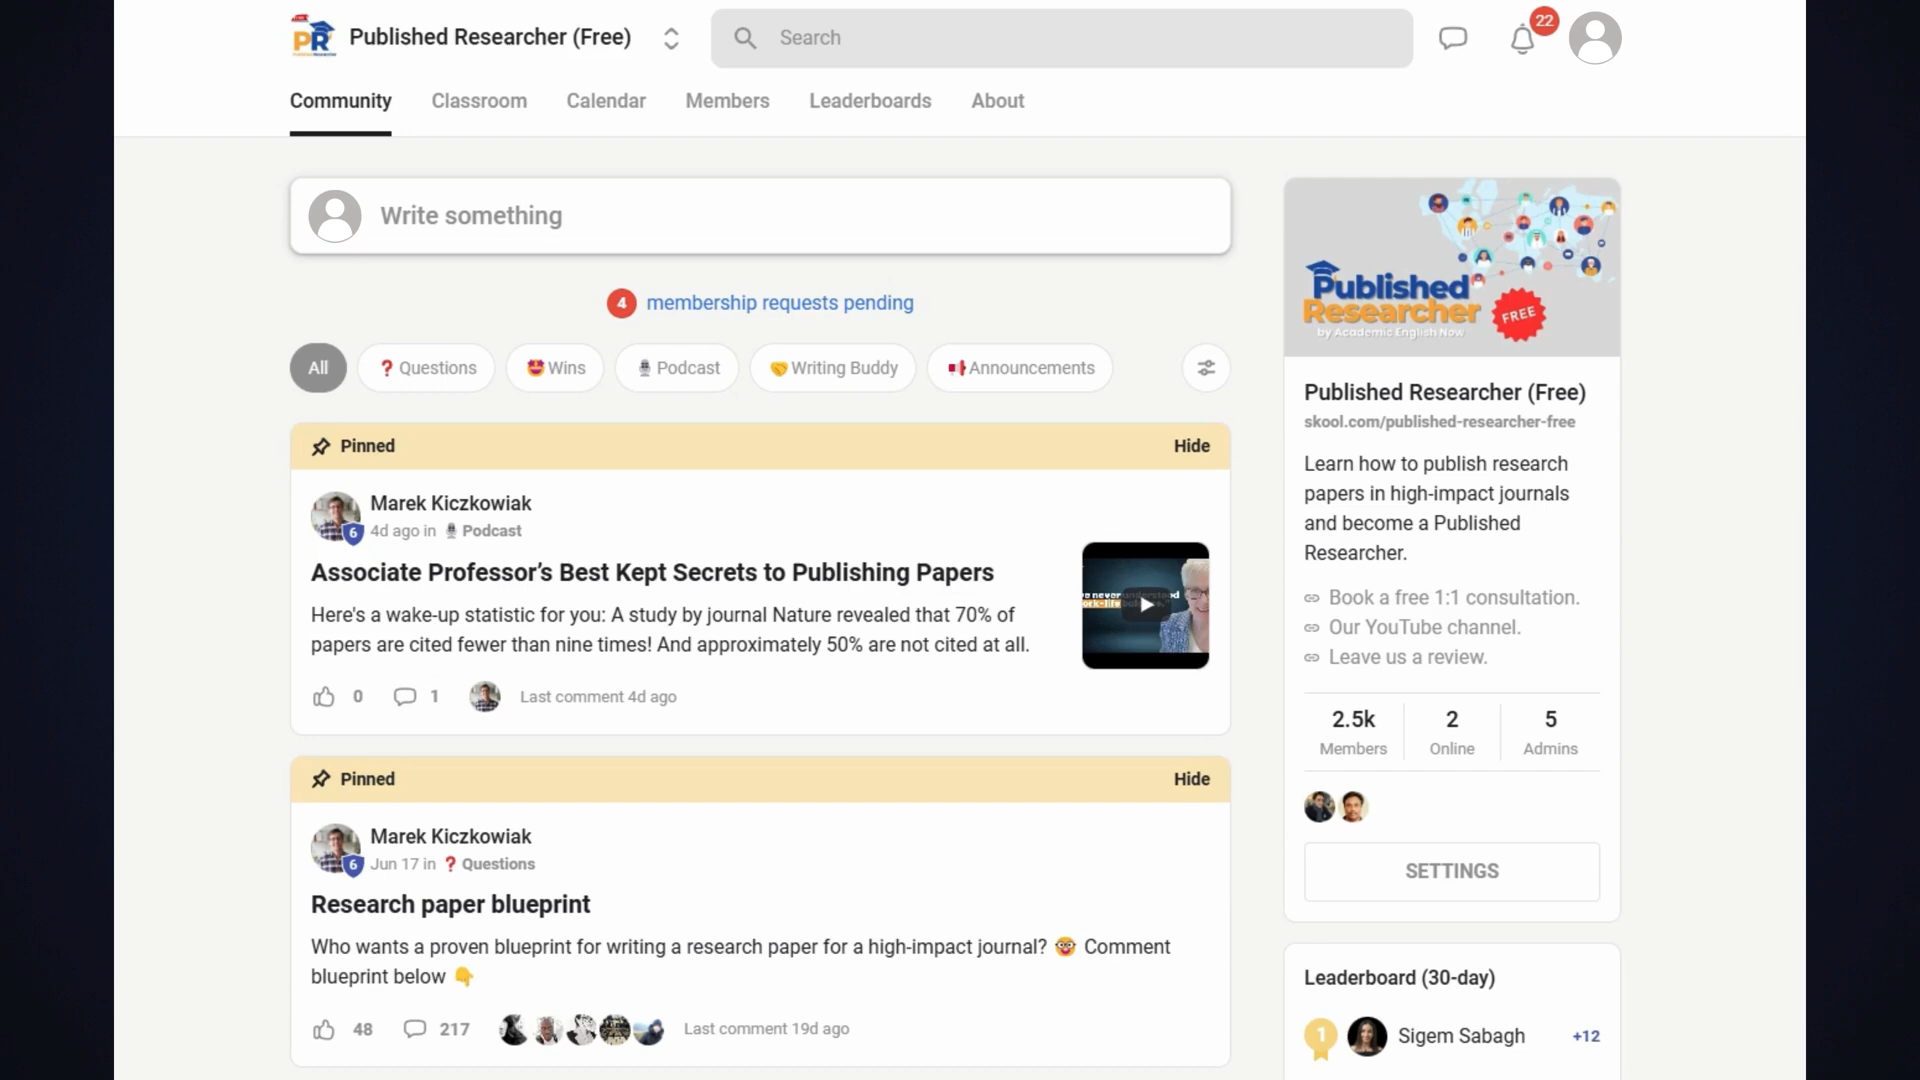 PR
Published Researcher (Free)
Search
22
Community
Classroom
Calendar
Members
Leaderboards
About
Write something
4 membership requests pending
All
Questions
Wins
Podcast
Writing Buddy
Announcements
Pinned
Hide
Marek Kiczkowiak
6
4d ago in Podcast
Associate Professor’s Best Kept Secrets to Publishing Papers
Here's a wake-up statistic for you: A study by journal Nature revealed that 70% of
papers are cited fewer than nine times! And approximately 50% are not cited at all.
0
1
Last comment 4d ago
Pinned
Hide
Marek Kiczkowiak
6
Jun 17 in Questions
Research paper blueprint
Who wants a proven blueprint for writing a research paper for a high-impact journal? 🤓 Comment
blueprint below 👇
48
217
Last comment 19d ago
Published
Researcher
by Academic English Now
FREE
Published Researcher (Free)
skool.com/published-researcher-free
Learn how to publish research
papers in high-impact journals
and become a Published
Researcher.
Book a free 1:1 consultation.
Our YouTube channel.
Leave us a review.
2.5k
Members
2
Online
5
Admins
SETTINGS
Leaderboard (30-day)
1
Sigem Sabagh
+12